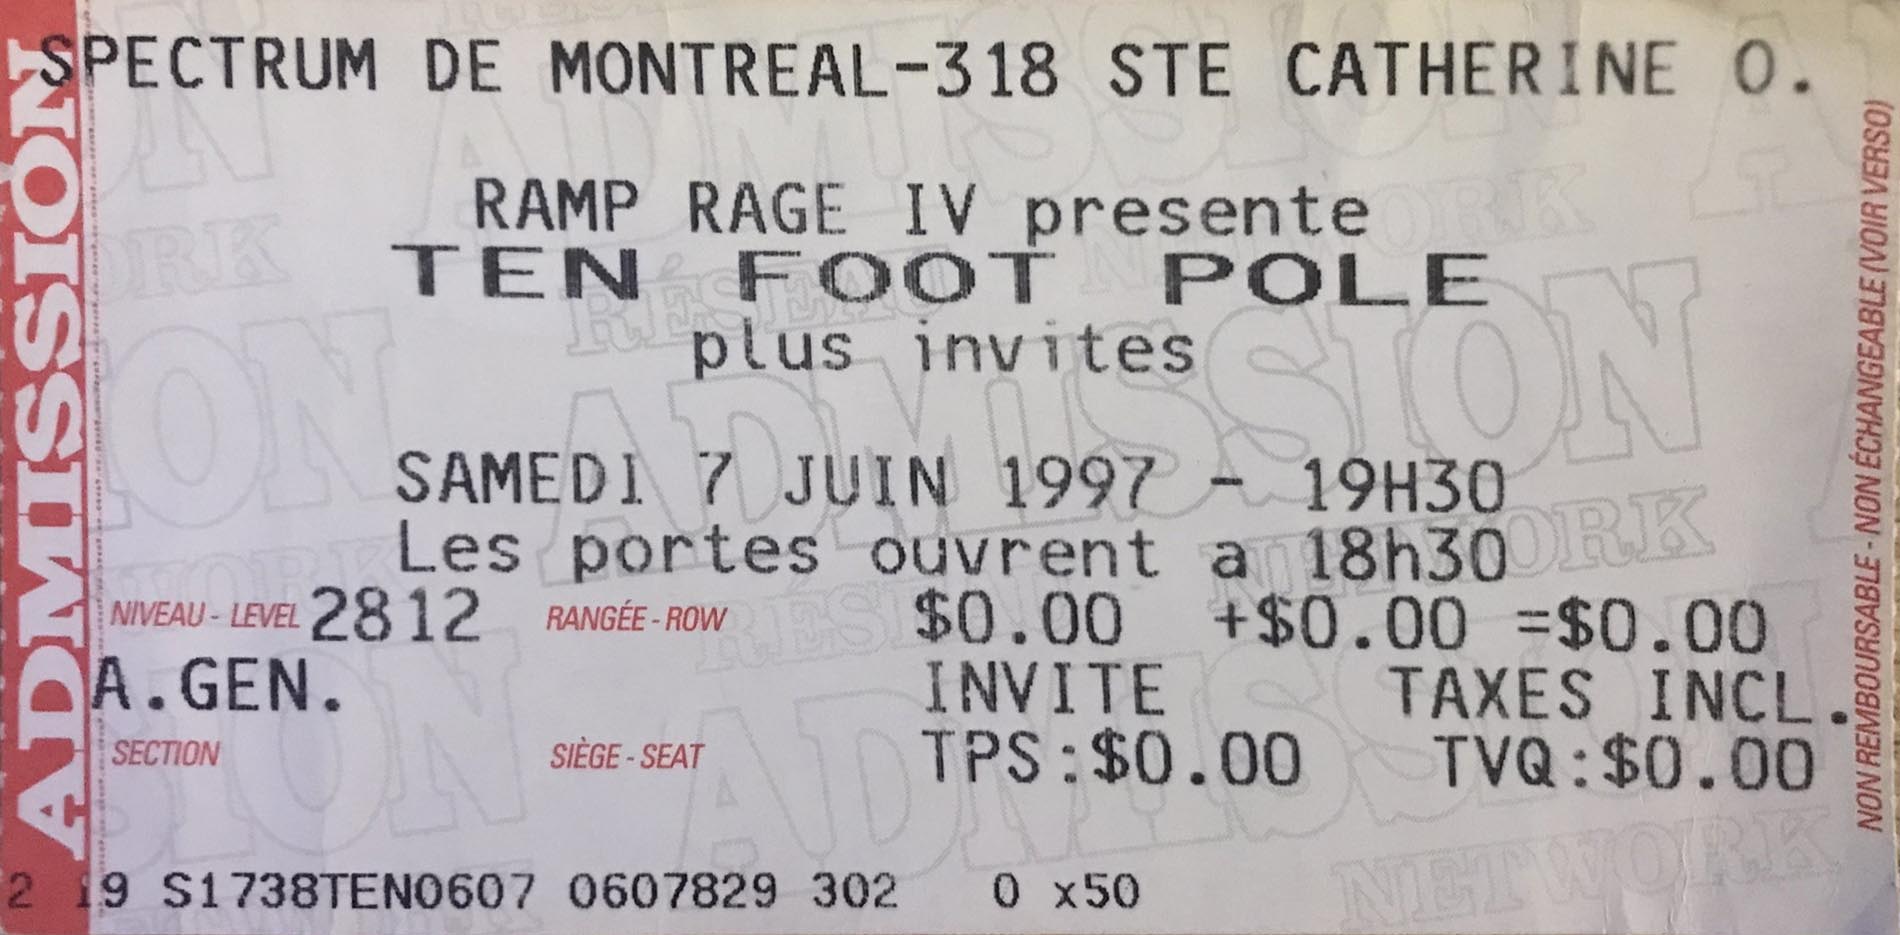 ADMISSION
SPECTRUM DE MONTREAL-318 STE CATHERINE O.
RAMP RAGE IV presente
TEN FOOT POLE
plus invites
SAMEDI 7 JUIN 1997 - 19H30
Les portes ouvrent a 18h30
NIVEAU - LEVEL 2812 RANGÉE - ROW $0.00 +$0.00 =$0.00
A.GEN. INVITE TAXES INCL.
SECTION SIÈGE - SEAT TPS:$0.00 TVQ:$0.00
2 19 S1738TEN0607 0607829 302 0 x50
NON REMBOURSABLE - NON ÉCHANGEABLE (VOIR VERSO)
ADMISSION
RÉSEAU
NETWORK